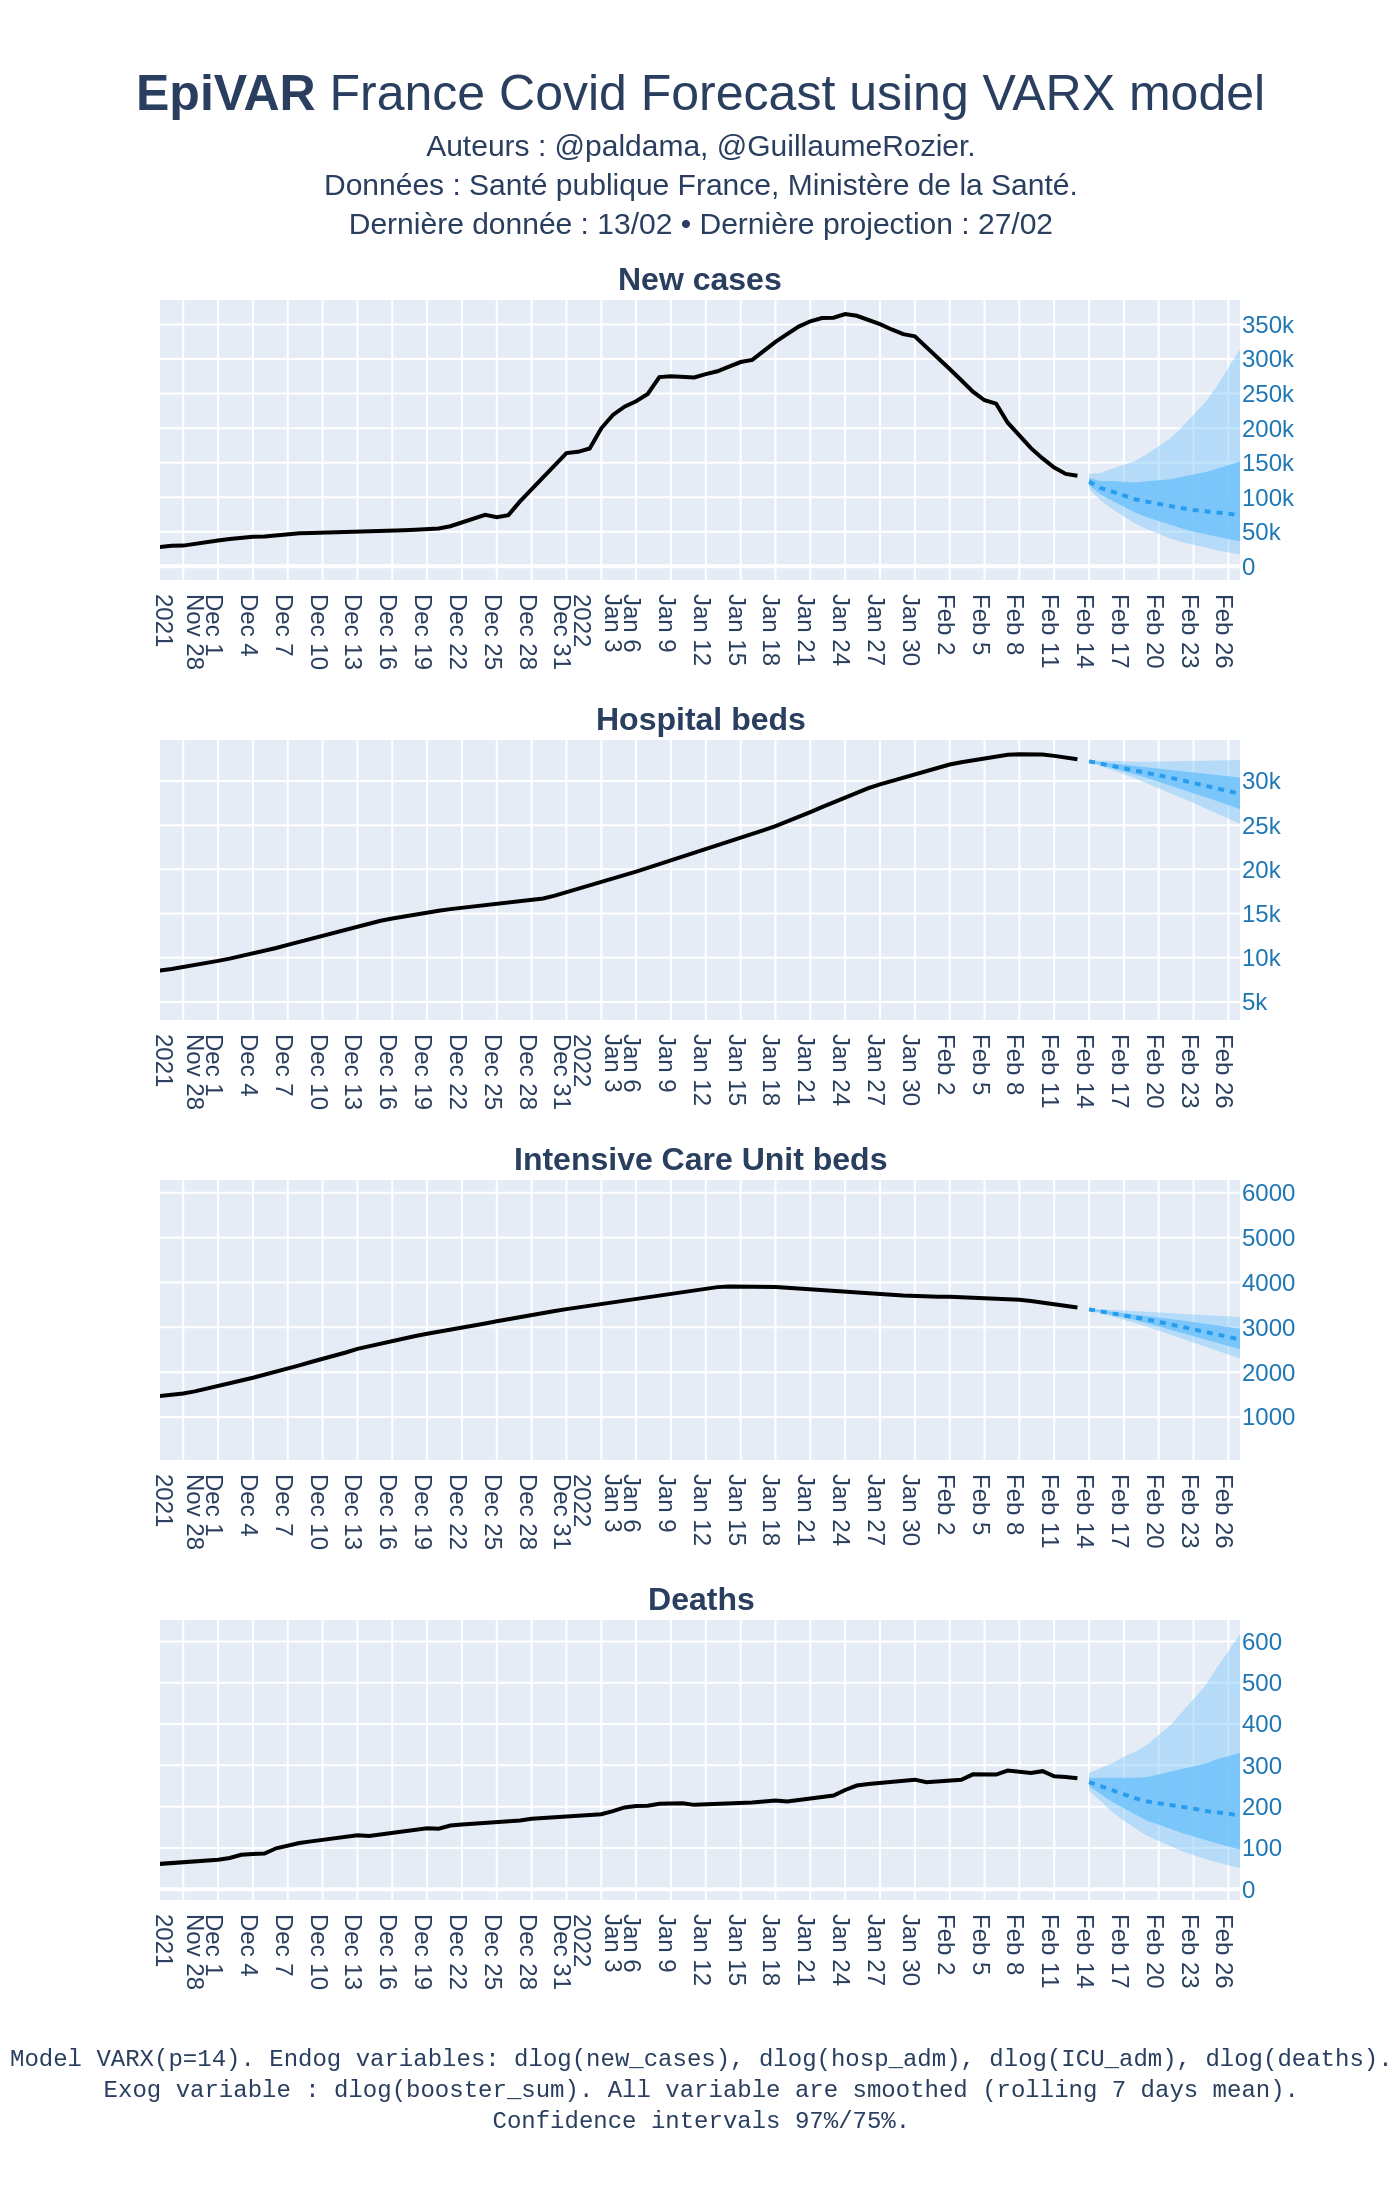 EpiVAR France Covid Forecast using VARX model
Auteurs : @paldama, @GuillaumeRozier.
Données : Santé publique France, Ministère de la Santé.
Dernière donnée : 13/02 • Dernière projection : 27/02
New cases
350k
300k
250k
200k
150k
100k
50k
0
2021
Nov 28
Dec 1
Dec 4
Dec 7
Dec 10
Dec 13
Dec 16
Dec 19
Dec 22
Dec 25
Dec 28
Dec 31
2022
Jan 3
Jan 6
Jan 9
Jan 12
Jan 15
Jan 18
Jan 21
Jan 24
Jan 27
Jan 30
Feb 2
Feb 5
Feb 8
Feb 11
Feb 14
Feb 17
Feb 20
Feb 23
Feb 26
Hospital beds
30k
25k
20k
15k
10k
5k
2021
Nov 28
Dec 1
Dec 4
Dec 7
Dec 10
Dec 13
Dec 16
Dec 19
Dec 22
Dec 25
Dec 28
Dec 31
2022
Jan 3
Jan 6
Jan 9
Jan 12
Jan 15
Jan 18
Jan 21
Jan 24
Jan 27
Jan 30
Feb 2
Feb 5
Feb 8
Feb 11
Feb 14
Feb 17
Feb 20
Feb 23
Feb 26
Intensive Care Unit beds
6000
5000
4000
3000
2000
1000
2021
Nov 28
Dec 1
Dec 4
Dec 7
Dec 10
Dec 13
Dec 16
Dec 19
Dec 22
Dec 25
Dec 28
Dec 31
2022
Jan 3
Jan 6
Jan 9
Jan 12
Jan 15
Jan 18
Jan 21
Jan 24
Jan 27
Jan 30
Feb 2
Feb 5
Feb 8
Feb 11
Feb 14
Feb 17
Feb 20
Feb 23
Feb 26
Deaths
600
500
400
300
200
100
0
2021
Nov 28
Dec 1
Dec 4
Dec 7
Dec 10
Dec 13
Dec 16
Dec 19
Dec 22
Dec 25
Dec 28
Dec 31
2022
Jan 3
Jan 6
Jan 9
Jan 12
Jan 15
Jan 18
Jan 21
Jan 24
Jan 27
Jan 30
Feb 2
Feb 5
Feb 8
Feb 11
Feb 14
Feb 17
Feb 20
Feb 23
Feb 26
Model VARX(p=14). Endog variables: dlog(new_cases), dlog(hosp_adm), dlog(ICU_adm), dlog(deaths).
Exog variable : dlog(booster_sum). All variable are smoothed (rolling 7 days mean).
Confidence intervals 97%/75%.